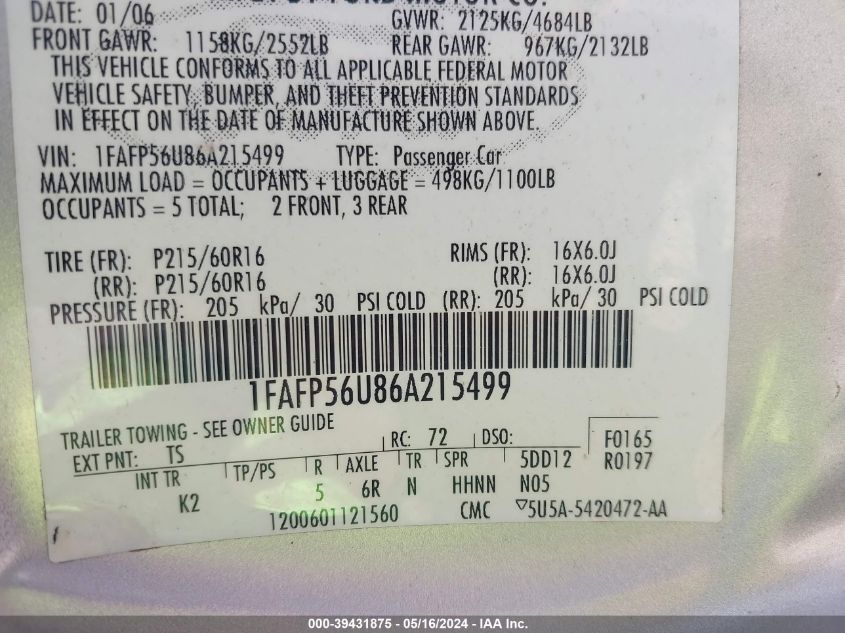 FORD MOTOR CO.
DATE: 01/06 GVWR: 2125KG/4684LB
FRONT GAWR: 1158KG/2552LB REAR GAWR: 967KG/2132LB
THIS VEHICLE CONFORMS TO ALL APPLICABLE FEDERAL MOTOR
VEHICLE SAFETY, BUMPER, AND THEFT PREVENTION STANDARDS
IN EFFECT ON THE DATE OF MANUFACTURE SHOWN ABOVE.
VIN: 1FAFP56U86A215499 TYPE: Passenger Car
MAXIMUM LOAD = OCCUPANTS + LUGGAGE = 498KG/1100LB
OCCUPANTS = 5 TOTAL; 2 FRONT, 3 REAR
TIRE (FR): P215/60R16 RIMS (FR): 16X6.0J
(RR): P215/60R16 (RR): 16X6.0J
PRESSURE (FR): 205 kPa/ 30 PSI COLD (RR): 205 kPa/ 30 PSI COLD
1FAFP56U86A215499
TRAILER TOWING - SEE OWNER GUIDE
EXT PNT: TS RC: 72 DSO: F0165
INT TR TP/PS R AXLE TR SPR 5DD12 R0197
K2 5 6R N HHNN N05
1200601121560 CMC ▽5U5A-5420472-AA
000-39431875 - 05/16/2024 - IAA Inc.